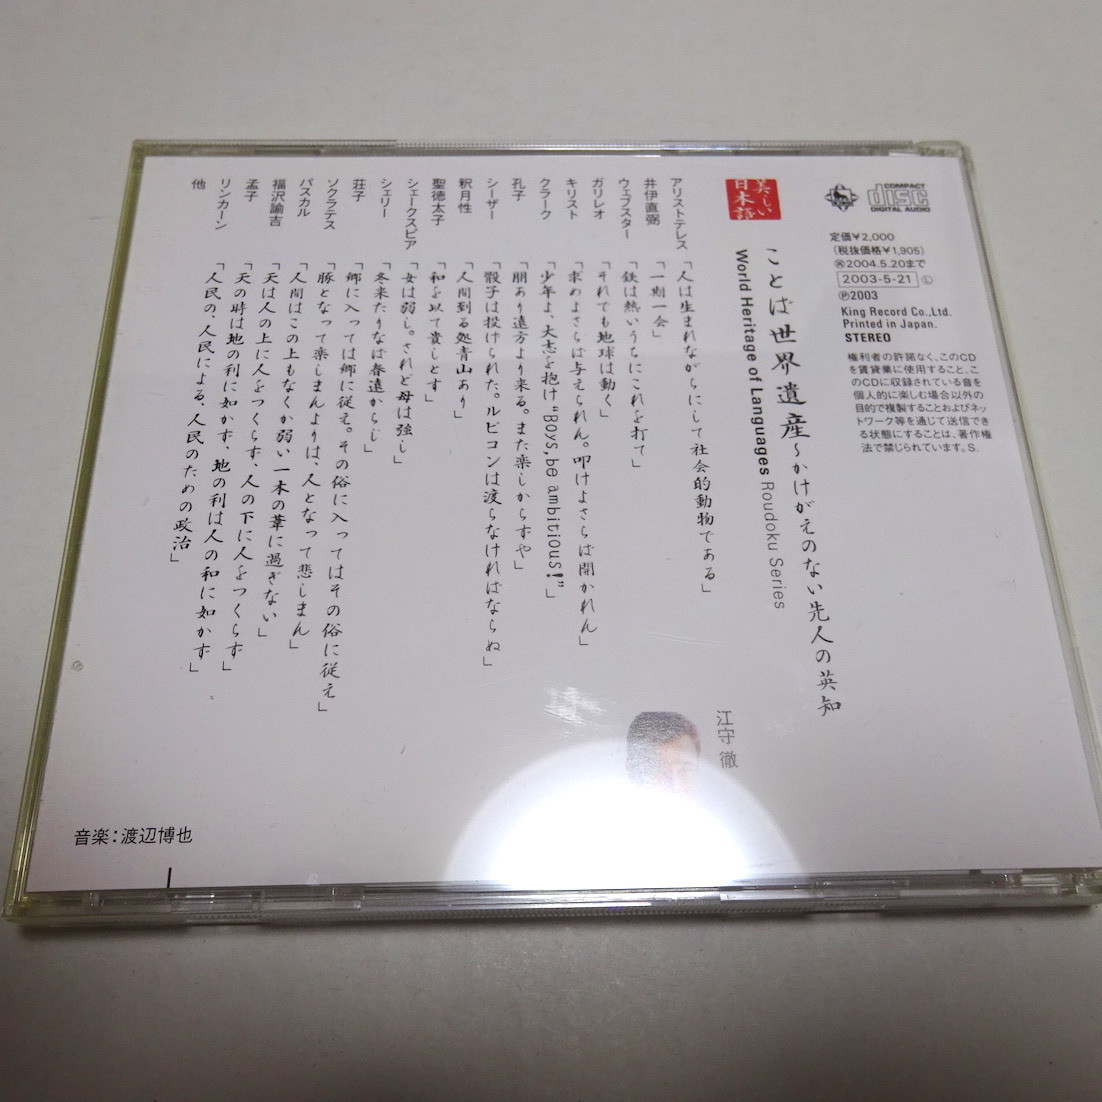 COMPACT
disc
DIGITAL AUDIO
定価¥2,000
(税抜価格¥1,905)
㋐2004.5.20まで
2003-5-21 Ⓛ
Ⓟ2003
King Record Co.,Ltd.
Printed in Japan.
STEREO
権利者の許諾なく、このCD
を賃貸業に使用すること、こ
のCDに収録されている音を
個人的に楽しむ場合以外の
目的で複製することおよびネッ
トワーク等を通じて送信でき
る状態にすることは、著作権
法で禁じられています。S.
美しい
日本語
ことば世界遺産～かけがえのない先人の英知
World Heritage of Languages Roudoku Series
江守 徹
アリストテレス 「人は生まれながらにして社会的動物である」
井伊直弼 「一期一会」
ウェブスター 「鉄は熱いうちにこれを打て」
ガリレオ 「それでも地球は動く」
キリスト 「求めよさらば与えられん。叩けよさらば開かれん」
クラーク 「少年よ、大志を抱け“Boys,be ambitious!”」
孔子 「朋あり遠方より来る。また楽しからずや」
シーザー 「骰子は投げられた。ルビコンは渡らなければならぬ」
釈月性 「人間到る処青山あり」
聖徳太子 「和を以て貴しとす」
シェークスピア 「女は弱し。されど母は強し」
シェリー 「冬来たりなば春遠からじ」
荘子 「郷に入っては郷に従え。その俗に入ってはその俗に従え」
ソクラテス 「豚となって楽しまんよりは、人となって悲しまん」
パスカル 「人間はこの上もなくか弱い一本の葦に過ぎない」
福沢諭吉 「天は人の上に人をつくらず、人の下に人をつくらず」
孟子 「天の時は地の利に如かず、地の利は人の和に如かず」
リンカーン 「人民の、人民による、人民のための政治」
他
音楽：渡辺博也